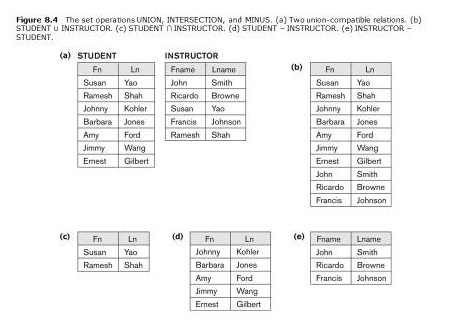 Figure 8.4 The set operations UNION, INTERSECTION, and MINUS. (a) Two union-compatible relations. (b)
STUDENT ∪ INSTRUCTOR. (c) STUDENT ∩ INSTRUCTOR. (d) STUDENT – INSTRUCTOR. (e) INSTRUCTOR –
STUDENT.
(a) STUDENT
Fn Ln
Susan Yao
Ramesh Shah
Johnny Kohler
Barbara Jones
Amy Ford
Jimmy Wang
Ernest Gilbert
INSTRUCTOR
Fname Lname
John Smith
Ricardo Browne
Susan Yao
Francis Johnson
Ramesh Shah
(b)
Fn Ln
Susan Yao
Ramesh Shah
Johnny Kohler
Barbara Jones
Amy Ford
Jimmy Wang
Ernest Gilbert
John Smith
Ricardo Browne
Francis Johnson
(c)
Fn Ln
Susan Yao
Ramesh Shah
(d)
Fn Ln
Johnny Kohler
Barbara Jones
Amy Ford
Jimmy Wang
Ernest Gilbert
(e)
Fname Lname
John Smith
Ricardo Browne
Francis Johnson